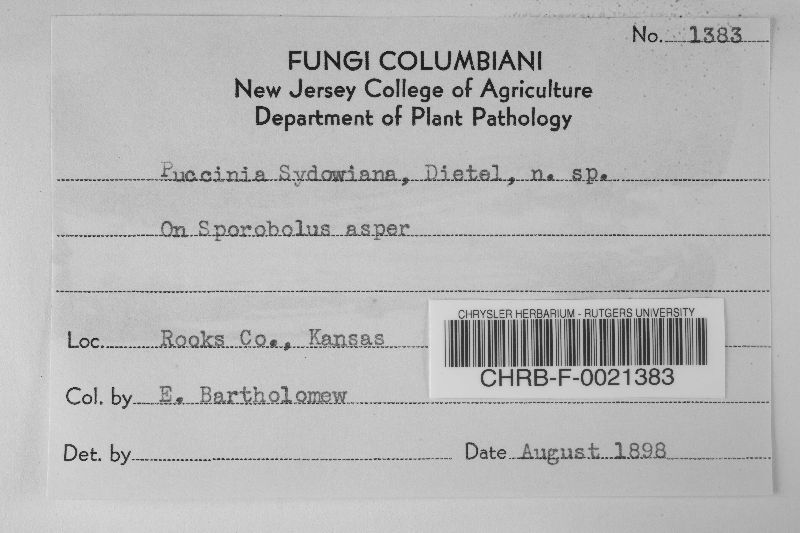 No. 1383
FUNGI COLUMBIANI
New Jersey College of Agriculture
Department of Plant Pathology
Puccinia Sydowiana, Dietel, n. sp.
On Sporobolus asper
Loc. Rooks Co., Kansas
CHRYSLER HERBARIUM - RUTGERS UNIVERSITY
CHRB-F-0021383
Col. by E. Bartholomew
Det. by
Date August 1898